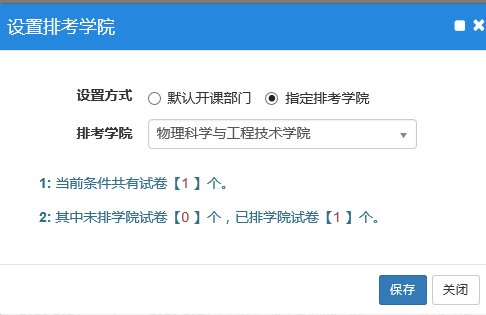 设置排考学院
设置方式 默认开课部门 指定排考学院
排考学院 物理科学与工程技术学院
1: 当前条件共有试卷【1 】个。
2: 其中未排学院试卷【0 】个，已排学院试卷【1 】个。
保存 关闭